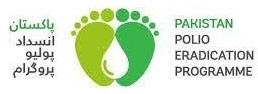 پاکستان
انسداد
پولیو
پروگرام
PAKISTAN
POLIO
ERADICATION
PROGRAMME